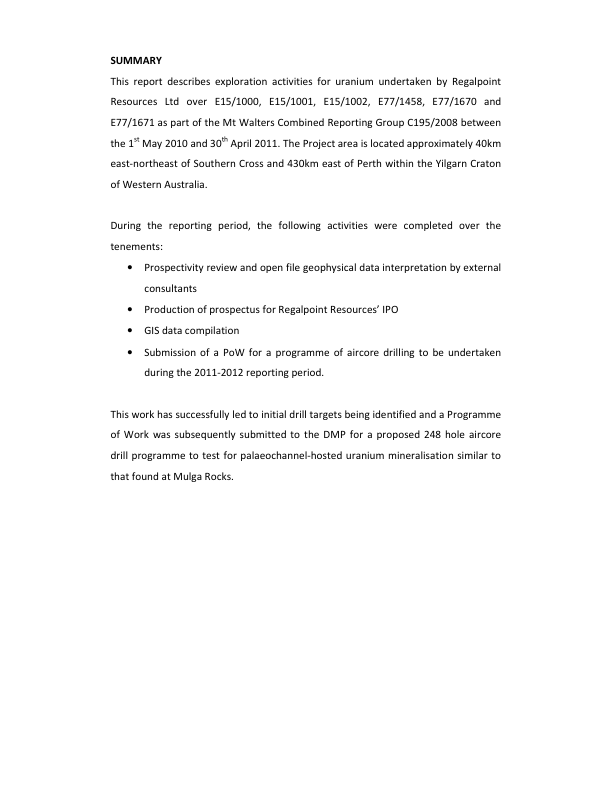 SUMMARY
This report describes exploration activities for uranium undertaken by Regalpoint
Resources Ltd over E15/1000, E15/1001, E15/1002, E77/1458, E77/1670 and
E77/1671 as part of the Mt Walters Combined Reporting Group C195/2008 between
the 1st May 2010 and 30th April 2011. The Project area is located approximately 40km
east-northeast of Southern Cross and 430km east of Perth within the Yilgarn Craton
of Western Australia.
During the reporting period, the following activities were completed over the
tenements:
• Prospectivity review and open file geophysical data interpretation by external
consultants
• Production of prospectus for Regalpoint Resources’ IPO
• GIS data compilation
• Submission of a PoW for a programme of aircore drilling to be undertaken
during the 2011-2012 reporting period.
This work has successfully led to initial drill targets being identified and a Programme
of Work was subsequently submitted to the DMP for a proposed 248 hole aircore
drill programme to test for palaeochannel-hosted uranium mineralisation similar to
that found at Mulga Rocks.